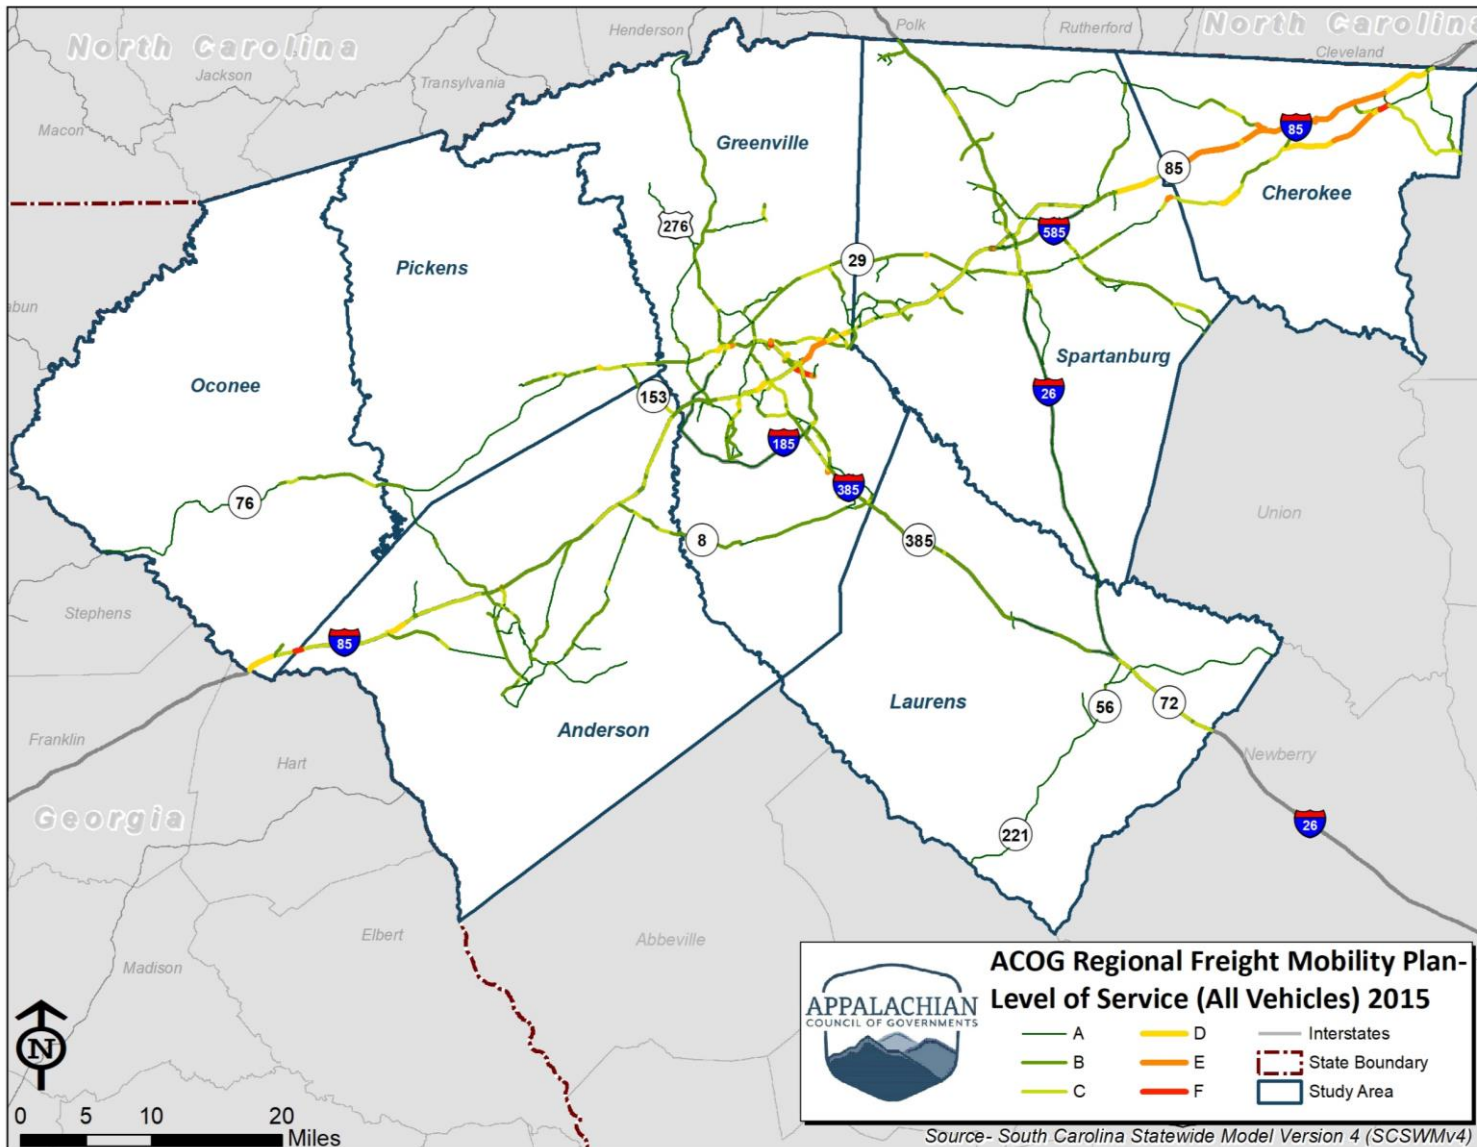 North Carolina
Henderson
Polk
Rutherford
North Carolina
Cleveland
Jackson
Transylvania
Macon
Greenville
85
85
Cherokee
276
585
Pickens
29
abun
Oconee
Spartanburg
153
26
185
385
76
Union
8
385
Stephens
85
Laurens
56
72
Anderson
Franklin
Hart
Newberry
Georgia
221
26
Elbert
Abbeville
Madison
N
0 5 10 20
Miles
APPALACHIAN
COUNCIL OF GOVERNMENTS
ACOG Regional Freight Mobility Plan-
Level of Service (All Vehicles) 2015
A
B
C
D
E
F
Interstates
State Boundary
Study Area
Source- South Carolina Statewide Model Version 4 (SCSWMv4)